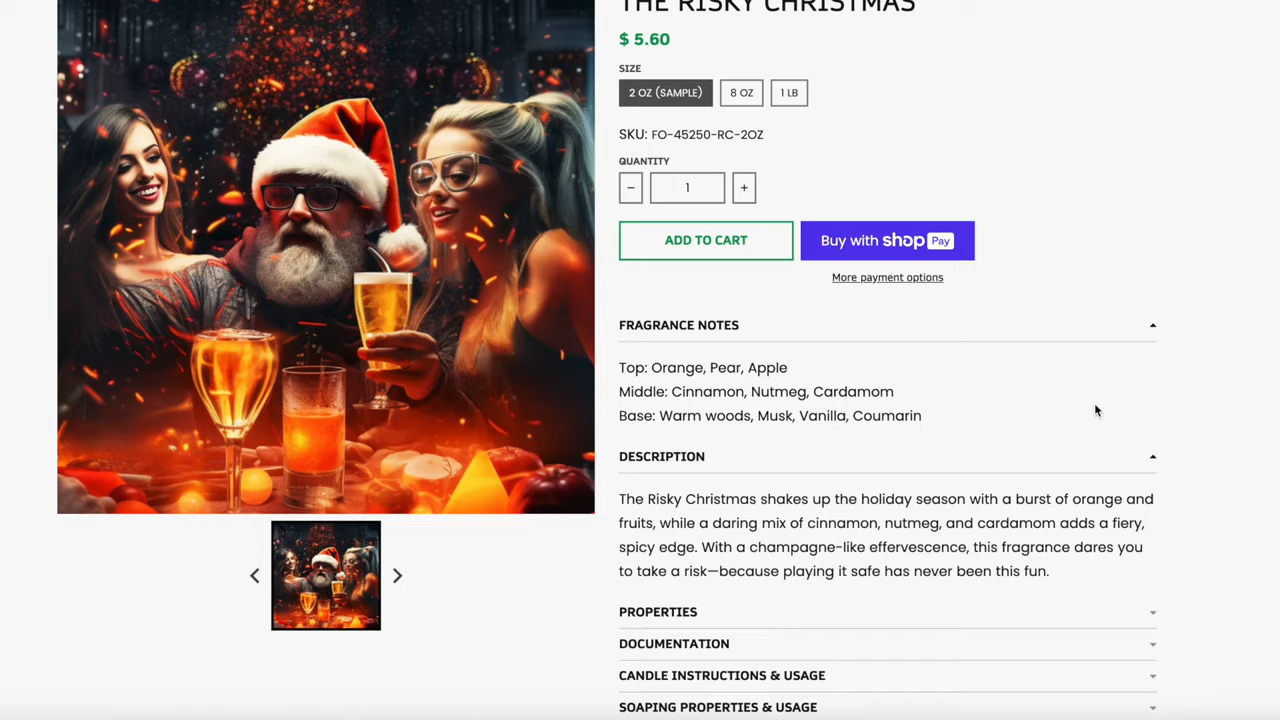 THE RISKY CHRISTMAS
$ 5.60
SIZE
2 OZ (SAMPLE)
8 OZ
1 LB
SKU: FO-45250-RC-2OZ
QUANTITY
− 1 +
ADD TO CART
Buy with shop Pay
More payment options
FRAGRANCE NOTES
Top: Orange, Pear, Apple
Middle: Cinnamon, Nutmeg, Cardamom
Base: Warm woods, Musk, Vanilla, Coumarin
DESCRIPTION
The Risky Christmas shakes up the holiday season with a burst of orange and
fruits, while a daring mix of cinnamon, nutmeg, and cardamom adds a fiery,
spicy edge. With a champagne-like effervescence, this fragrance dares you
to take a risk—because playing it safe has never been this fun.
PROPERTIES
DOCUMENTATION
CANDLE INSTRUCTIONS & USAGE
SOAPING PROPERTIES & USAGE